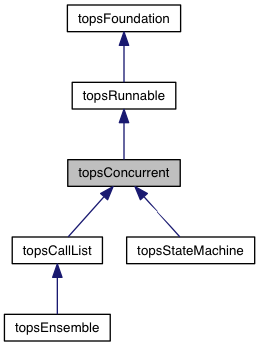 topsFoundation
topsRunnable
topsConcurrent
topsCallList
topsStateMachine
topsEnsemble